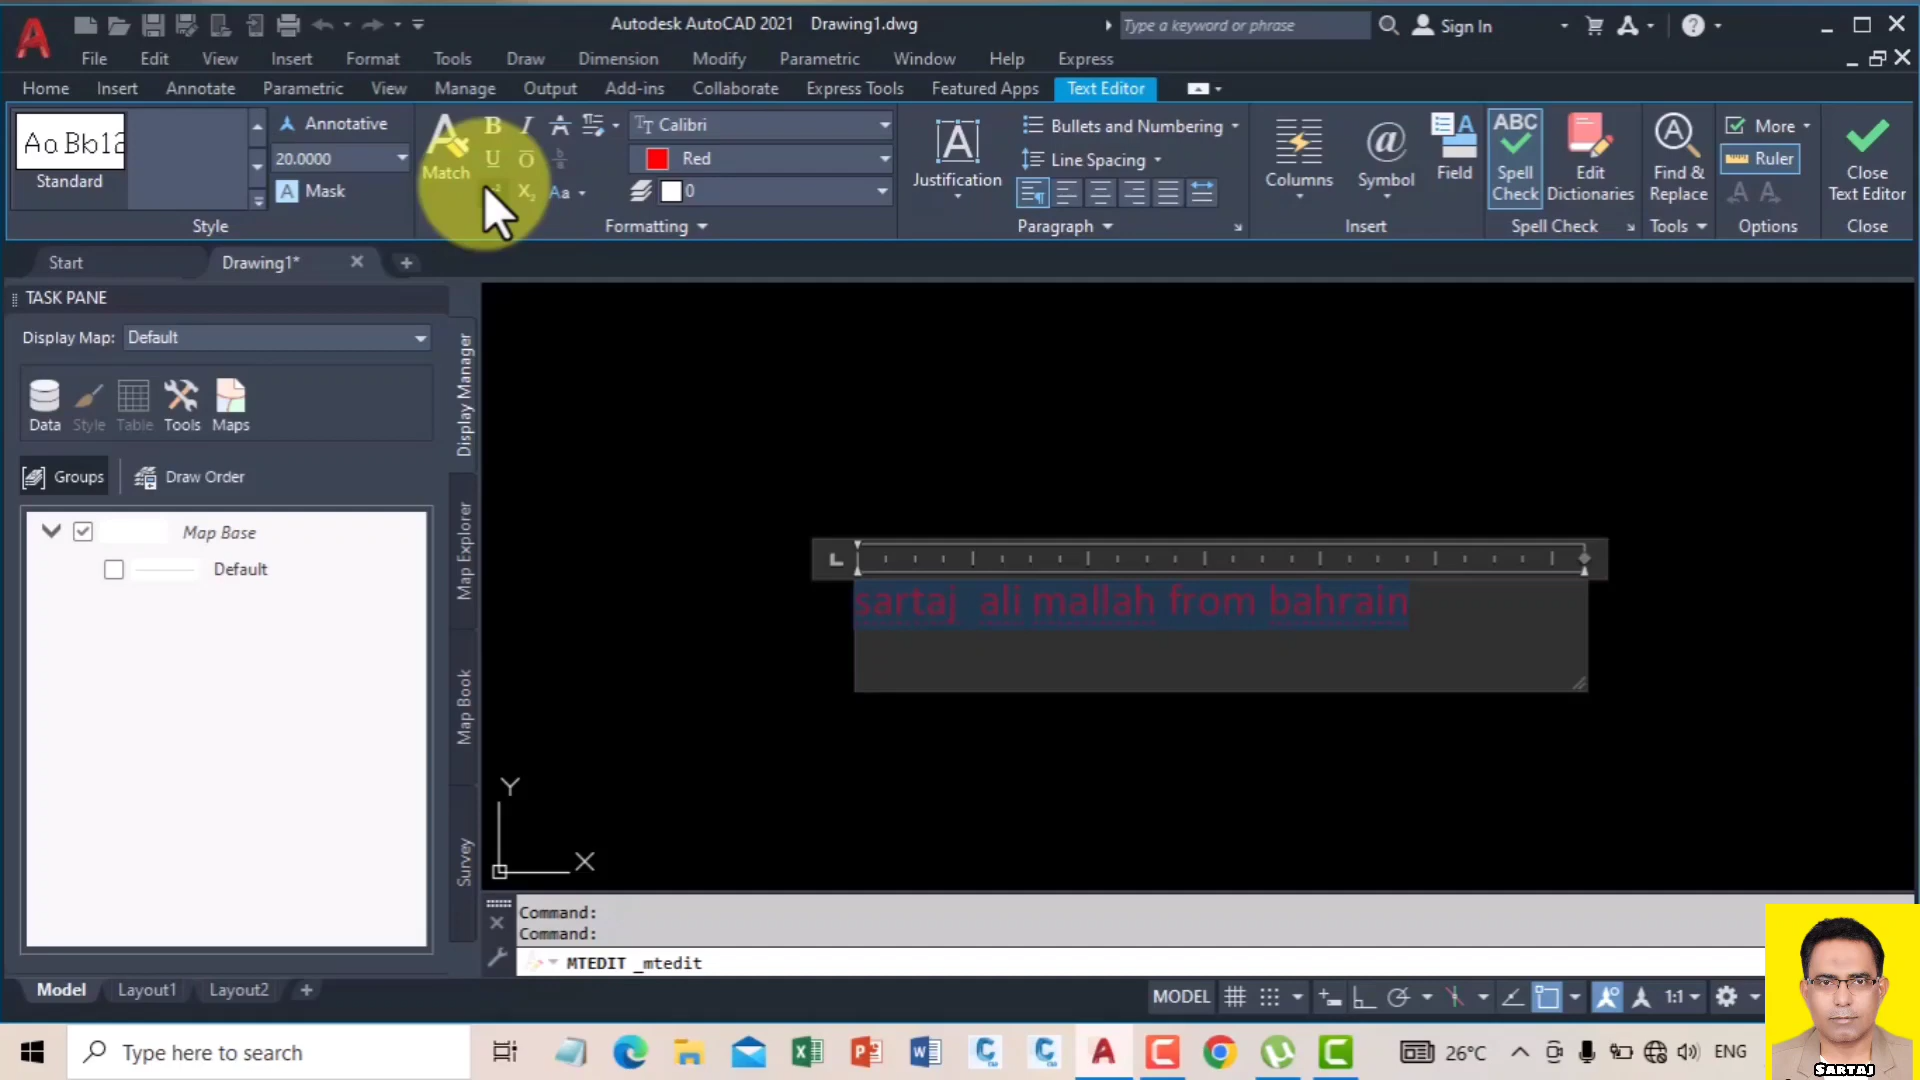 Autodesk AutoCAD 2021 Drawing1.dwg
Type a keyword or phrase
Sign In
File Edit View Insert Format Tools Draw Dimension Modify Parametric Window Help Express
Home Insert Annotate Parametric View Manage Output Add-ins Collaborate Express Tools Featured Apps Text Editor
Aa Bb12
Standard
Annotative
20.0000
Mask
Style
Match
Calibri
Red
0
Formatting
Justification
Bullets and Numbering
Line Spacing
Paragraph
Columns
Symbol
Field
Insert
ABC
Spell
Check
Edit
Dictionaries
Spell Check
Find &
Replace
Tools
More
Ruler
Options
Close
Text Editor
Close
Start Drawing1*
TASK PANE
Display Map: Default
Data Style Table Tools Maps
Groups Draw Order
Map Base
Default
Display Manager
Map Explorer
Map Book
Survey
sartaj ali mallah from bahrain
Y
X
Command:
Command:
MTEDIT _mtedit
Model Layout1 Layout2 +
MODEL
1:1
Type here to search
26°C
ENG
SARTAJ